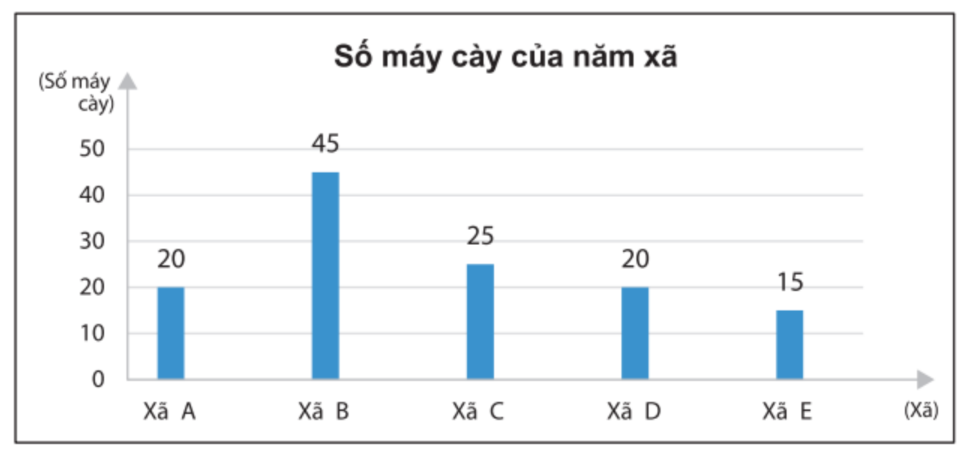 Số máy cày của năm xã
(Số máy
cày)
50
40
30
20
10
0
20
45
25
20
15
Xã A
Xã B
Xã C
Xã D
Xã E
(Xã)